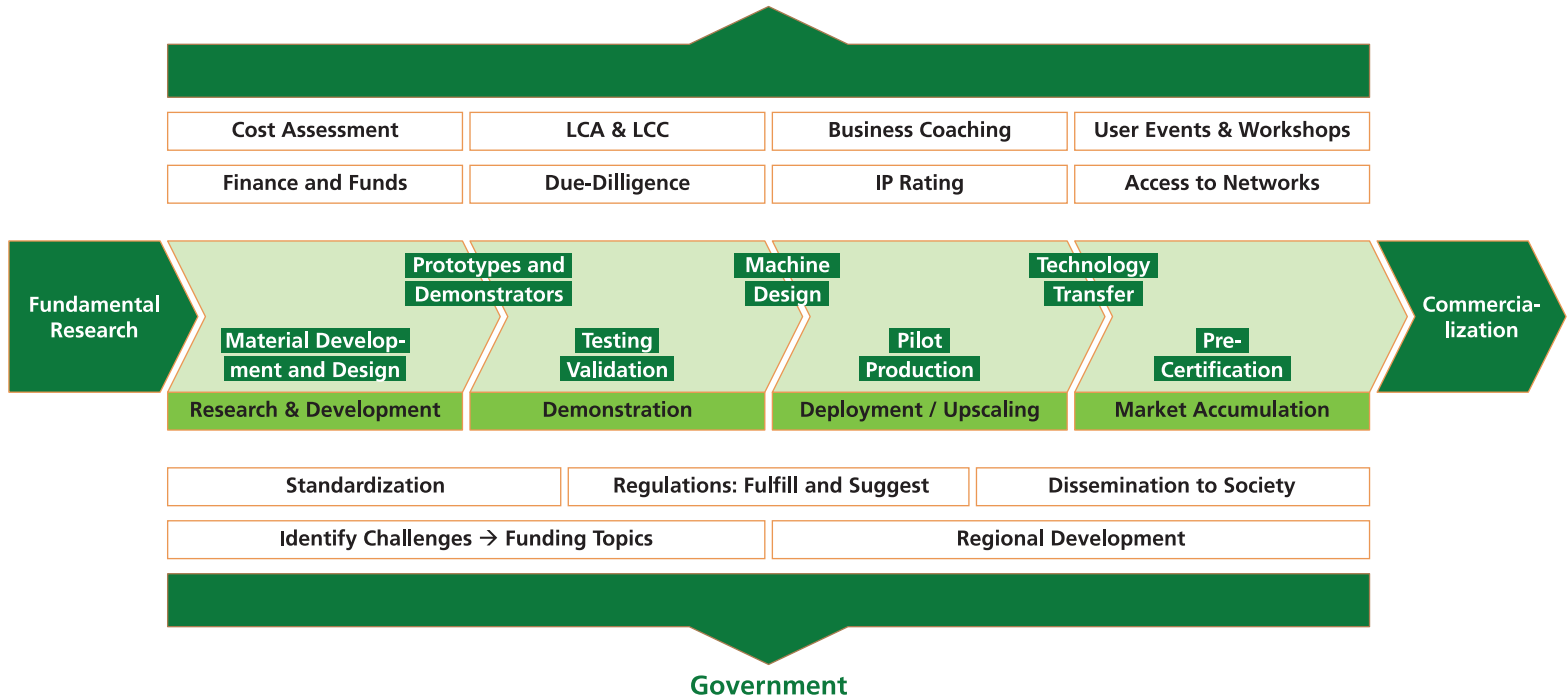 Cost Assessment
LCA & LCC
Business Coaching
User Events & Workshops
Finance and Funds
Due-Dilligence
IP Rating
Access to Networks
Fundamental
Research
Prototypes and
Demonstrators
Machine
Design
Technology
Transfer
Material Develop-
ment and Design
Testing
Validation
Pilot
Production
Pre-
Certification
Commercia-
lization
Research & Development
Demonstration
Deployment / Upscaling
Market Accumulation
Standardization
Regulations: Fulfill and Suggest
Dissemination to Society
Identify Challenges → Funding Topics
Regional Development
Government